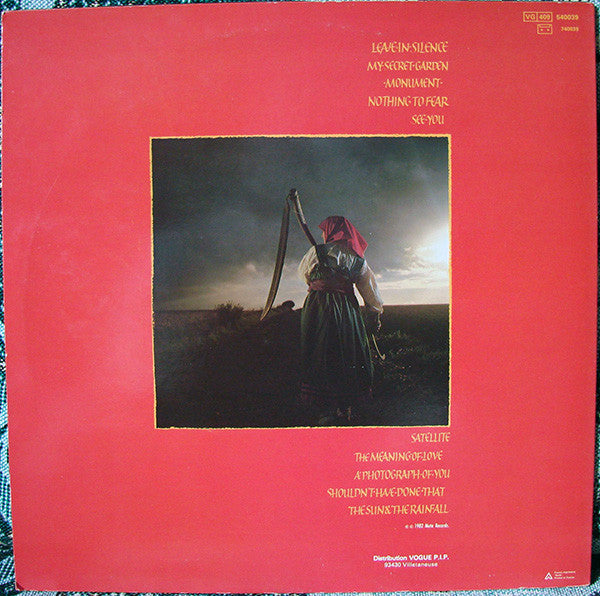 VG 409 540039
740039
LEAVE·IN·SILENCE
MY·SECRET·GARDEN
·MONUMENT·
NOTHING TO FEAR
SEE·YOU
SATELLITE
THE MEANING·OF·LOVE
A·PHOTOGRAPH·OF·YOU
SHOULDN'T·HAVE·DONE·THAT
THE SUN & THE RAINFALL
1982 Mute Records.
Distribution VOGUE P.I.P.
93430 Villetaneuse